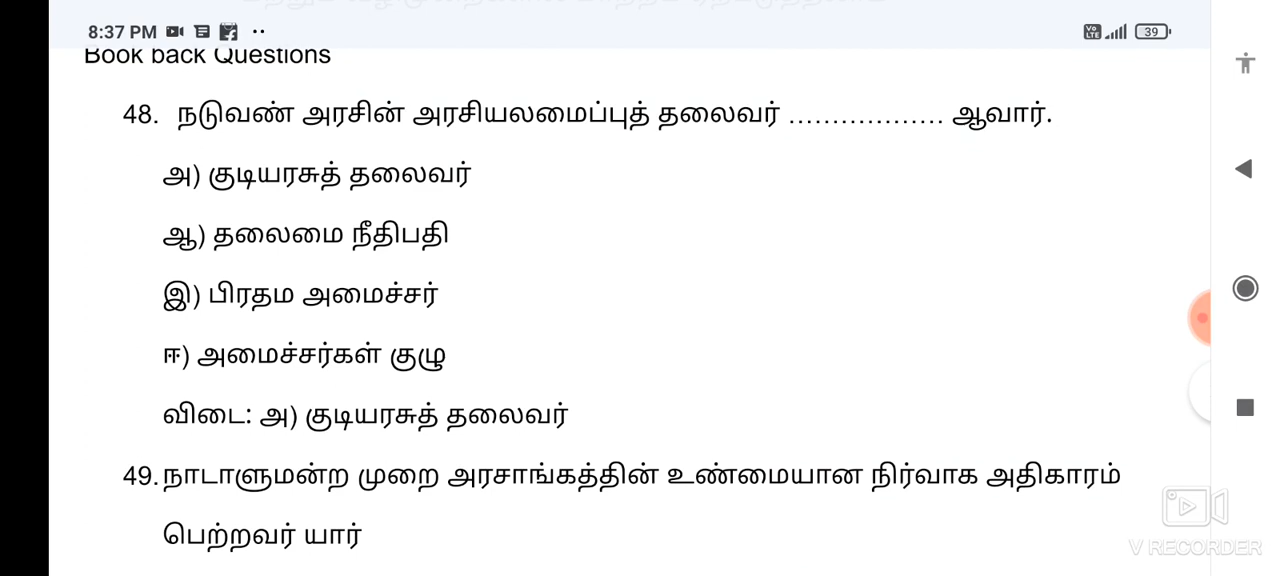 8:37 PM
Vo LTE 39
Book back Questions
48. நடுவண் அரசின் அரசியலமைப்புத் தலைவர் .................. ஆவார்.
அ) குடியரசுத் தலைவர்
ஆ) தலைமை நீதிபதி
இ) பிரதம அமைச்சர்
ஈ) அமைச்சர்கள் குழு
விடை: அ) குடியரசுத் தலைவர்
49. நாடாளுமன்ற முறை அரசாங்கத்தின் உண்மையான நிர்வாக அதிகாரம்
பெற்றவர் யார்
V RECORDER